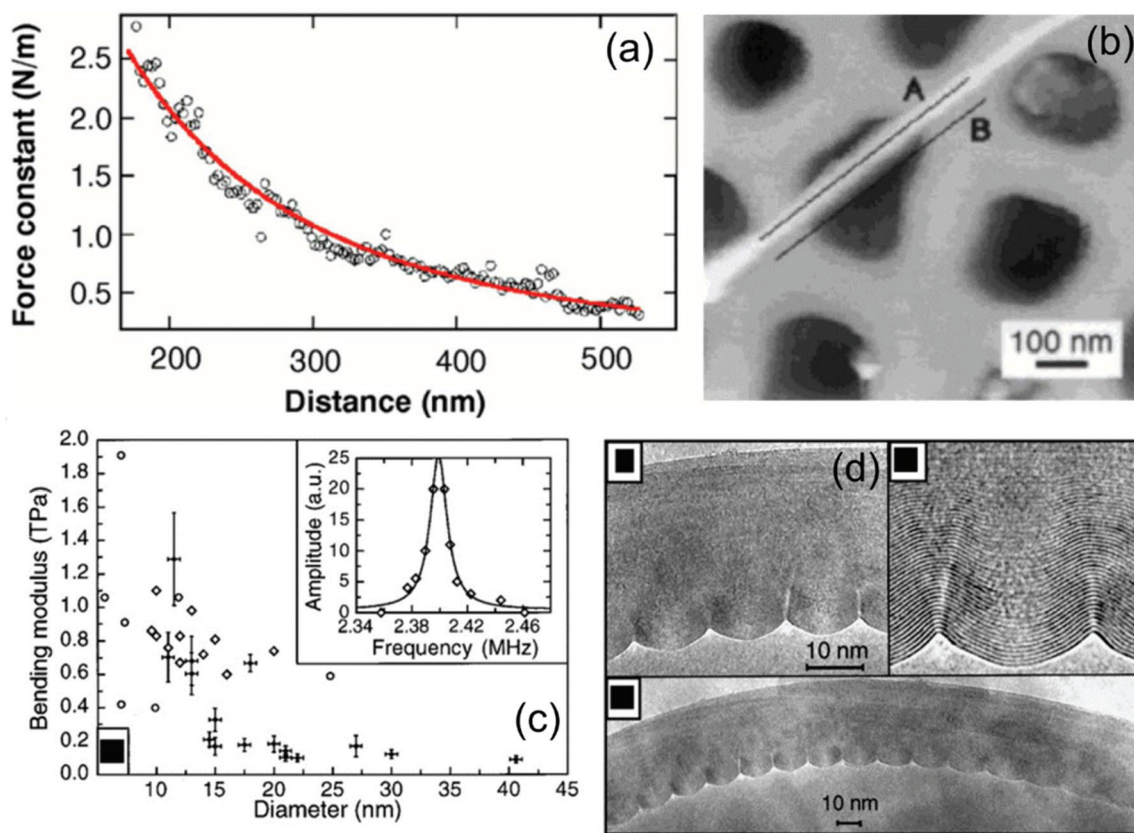 (a)
Force constant (N/m)
2.5
2.0
1.5
1.0
0.5
200 300 400 500
Distance (nm)
(b)
A
B
100 nm
(c)
Bending modulus (TPa)
2.0
1.8
1.6
1.4
1.2
1.0
0.8
0.6
0.4
0.2
0.0
10 15 20 25 30 35 40 45
Diameter (nm)
Amplitude (a.u.)
25
20
15
10
5
0
2.34 2.38 2.42 2.46
Frequency (MHz)
(d)
10 nm
10 nm